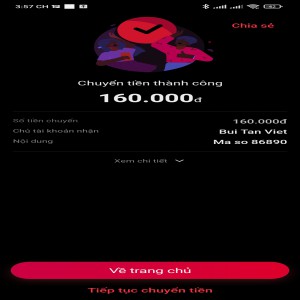 3:57 CH
Chia sẻ
Chuyển tiền thành công
160.000đ
Số tiền chuyển 160.000đ
Chủ tài khoản nhận Bui Tan Viet
Nội dung Ma so 86890
Xem chi tiết
Về trang chủ
Tiếp tục chuyển tiền